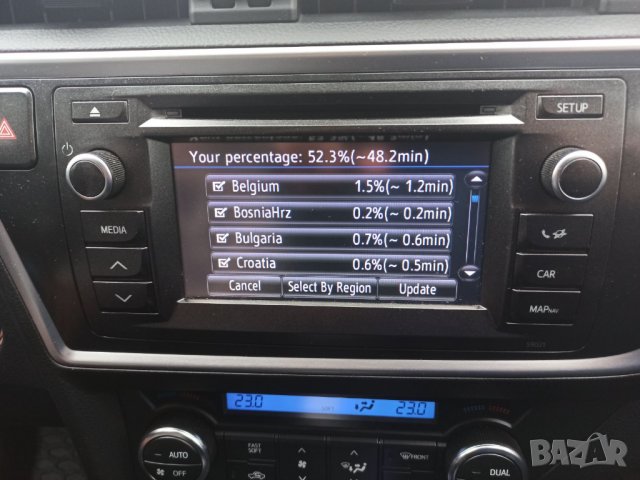 SETUP
Your percentage: 52.3%(~48.2min)
Belgium 1.5%(~ 1.2min)
BosniaHrz 0.2%(~ 0.2min)
Bulgaria 0.7%(~ 0.6min)
Croatia 0.6%(~ 0.5min)
Cancel Select By Region Update
MEDIA
CAR
MAP NAV
23.0 23.0
AUTO
OFF
FAST SOFT
FRONT
DUAL
BAZAR